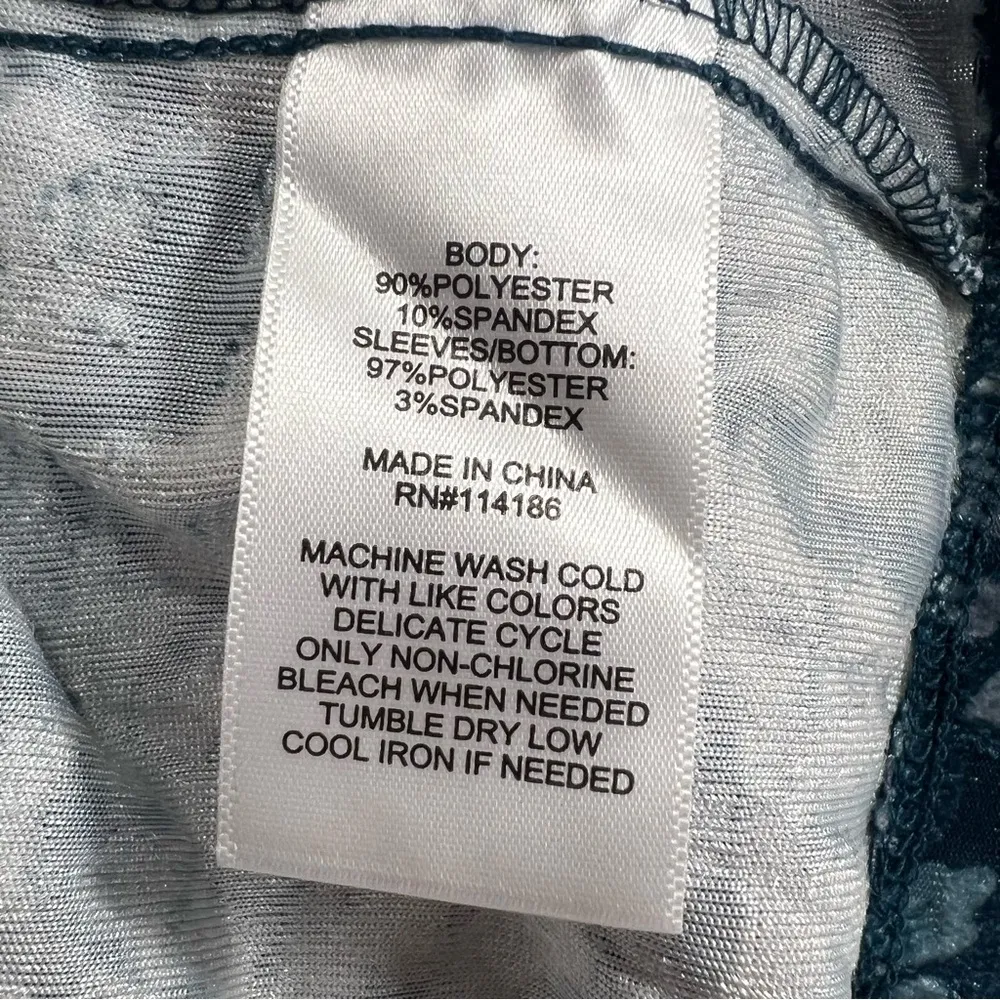 BODY:
90%POLYESTER
10%SPANDEX
SLEEVES/BOTTOM:
97%POLYESTER
3%SPANDEX
MADE IN CHINA
RN#114186
MACHINE WASH COLD
WITH LIKE COLORS
DELICATE CYCLE
ONLY NON-CHLORINE
BLEACH WHEN NEEDED
TUMBLE DRY LOW
COOL IRON IF NEEDED